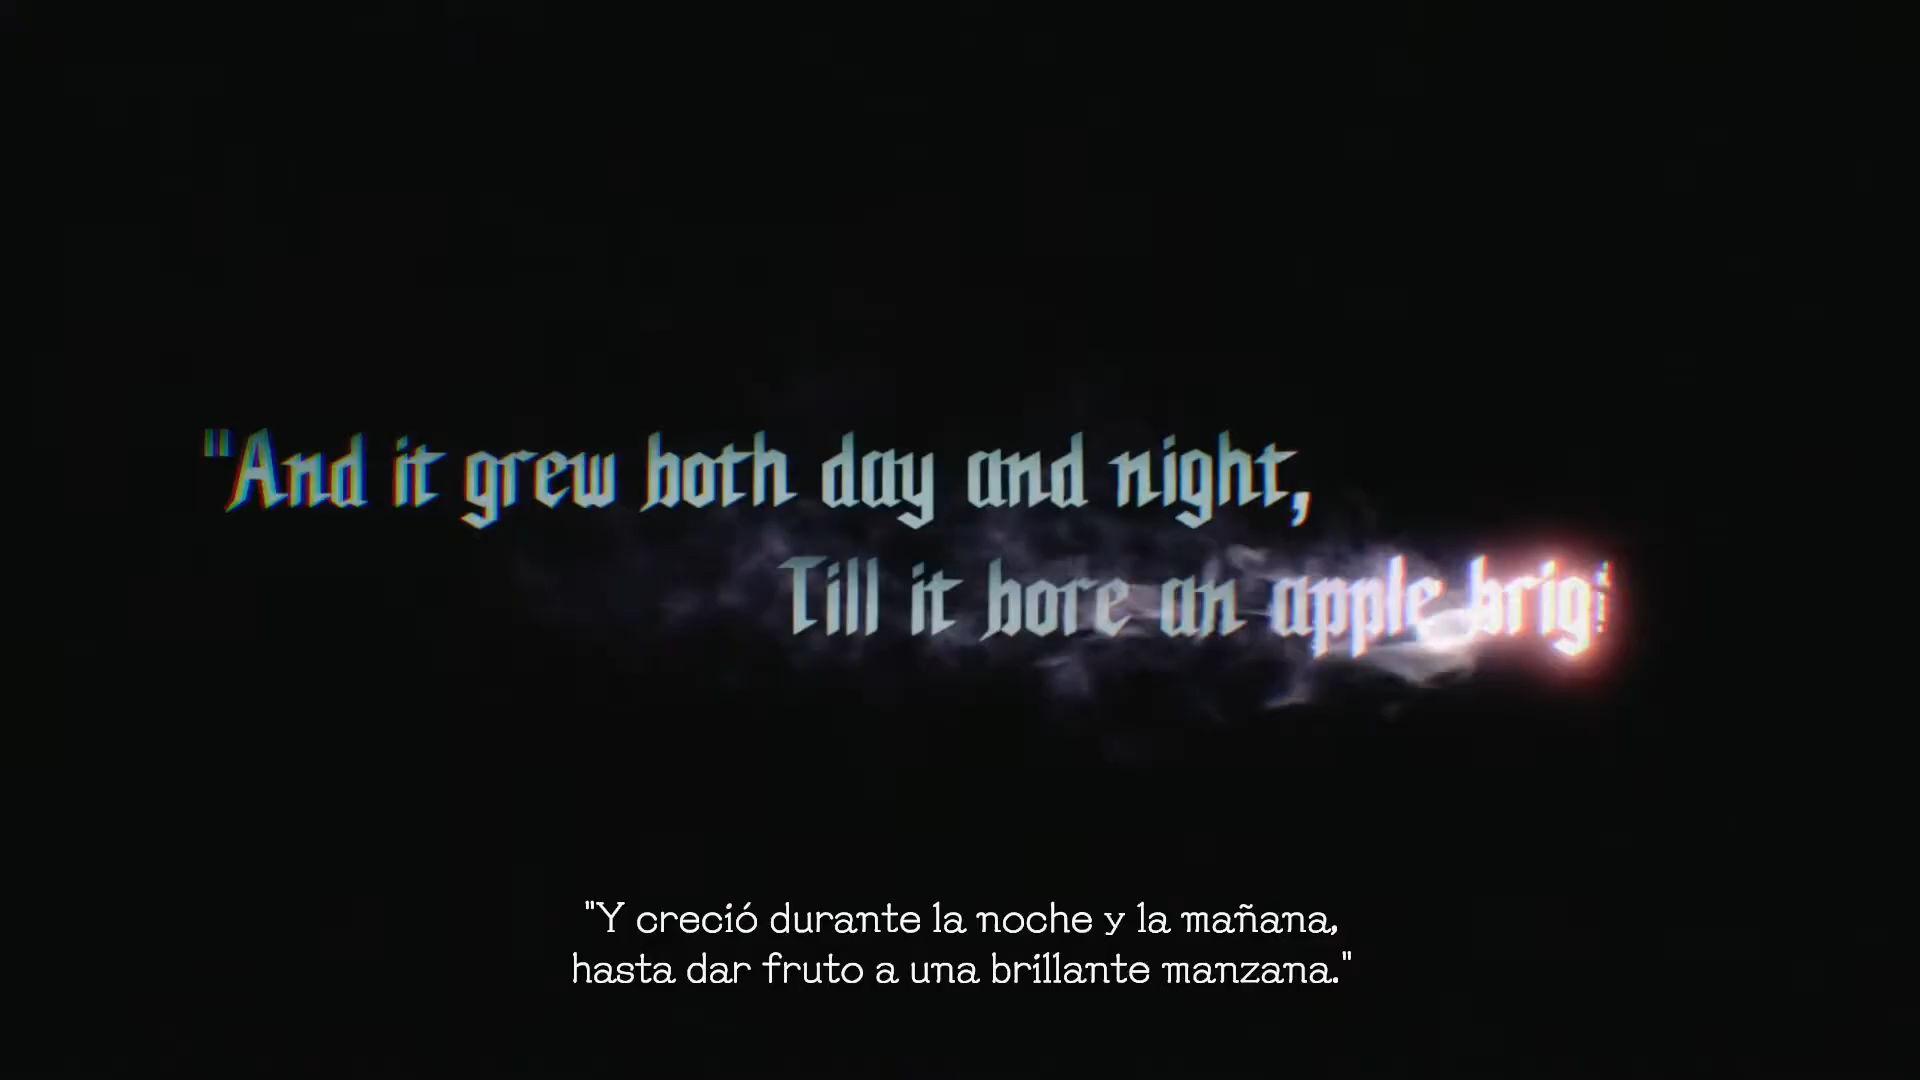 "And it grew both day and night,
Till it bore an apple brig
"Y creció durante la noche y la mañana,
hasta dar fruto a una brillante manzana."